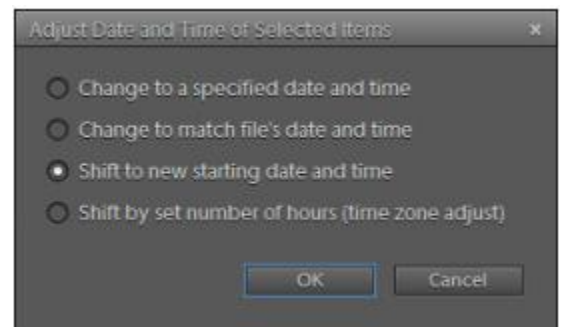 Adjust Date and Time of Selected Items
Change to a specified date and time
Change to match file's date and time
Shift to new starting date and time
Shift by set number of hours (time zone adjust)
OK Cancel